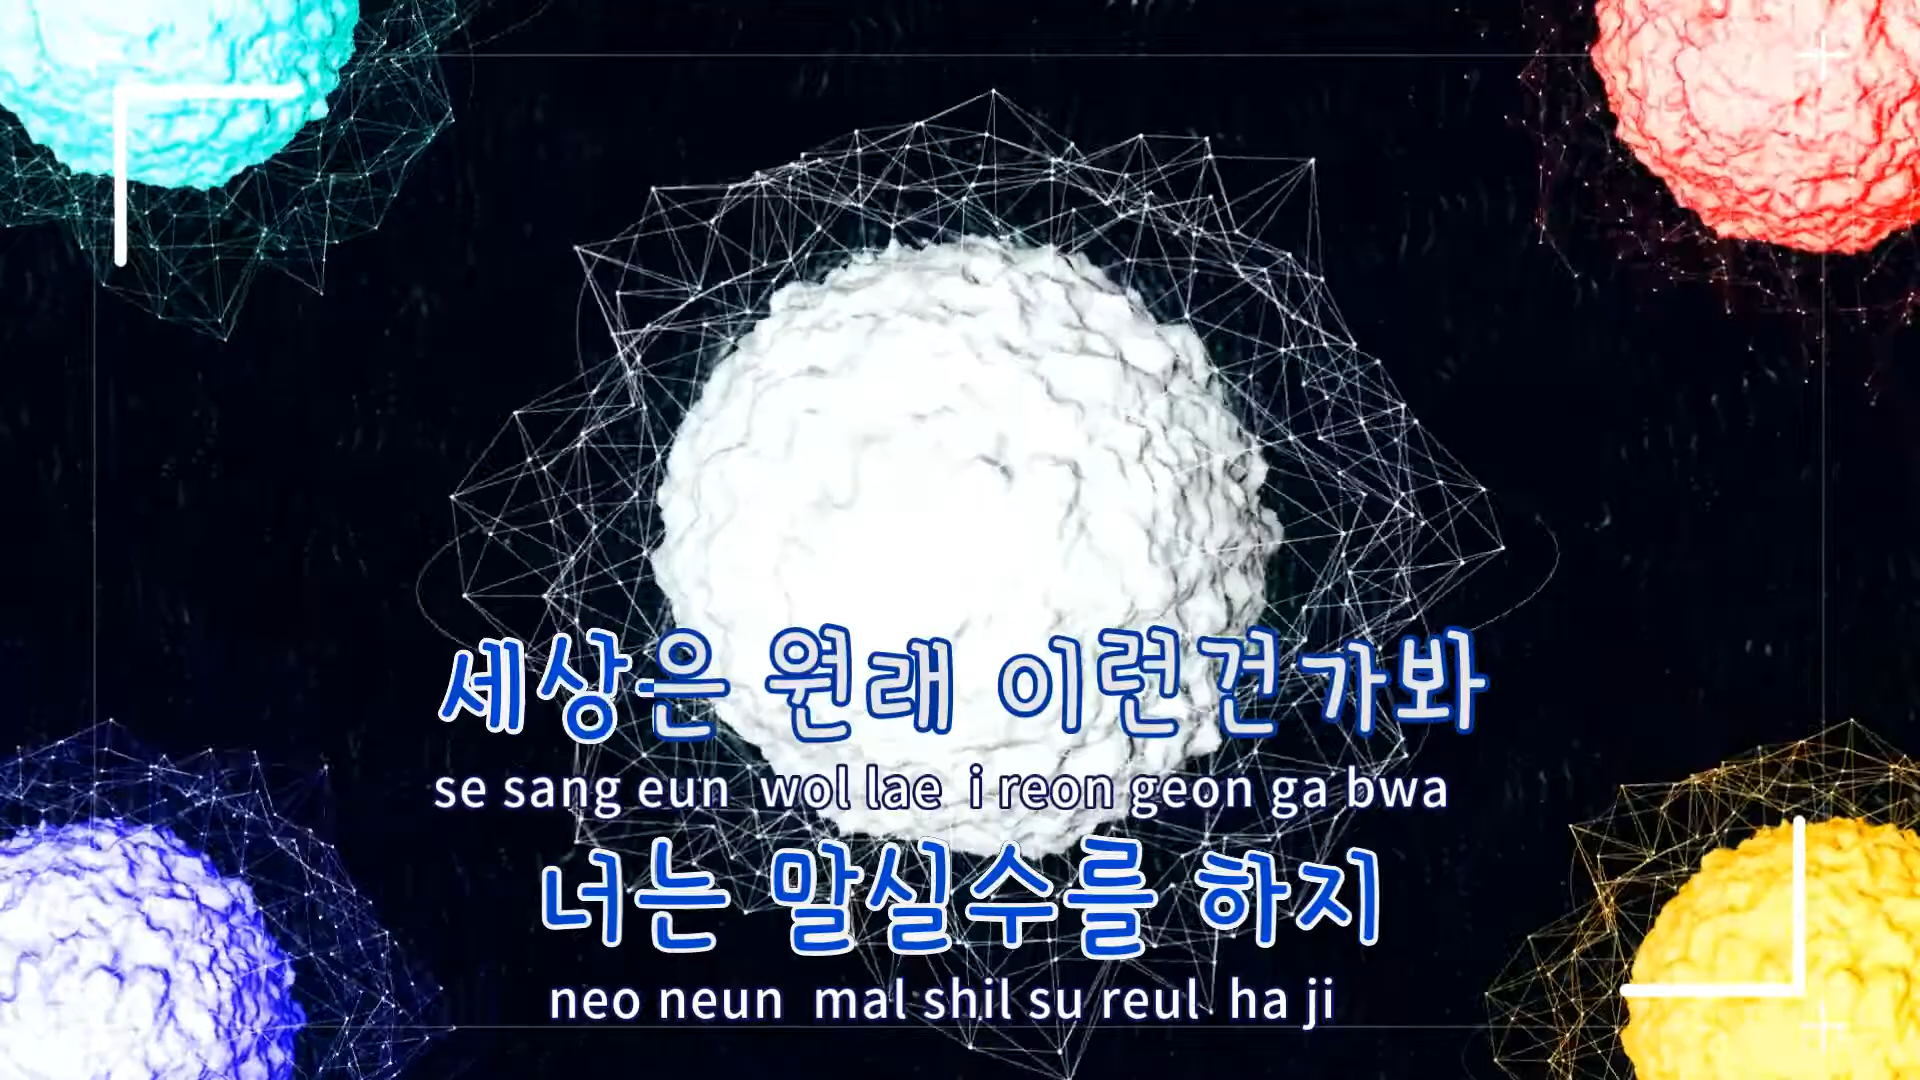 세상은 원래 이런건가봐
se sang eun wol lae i reon geon ga bwa
너는 말실수를 하지
neo neun mal shil su reul ha ji